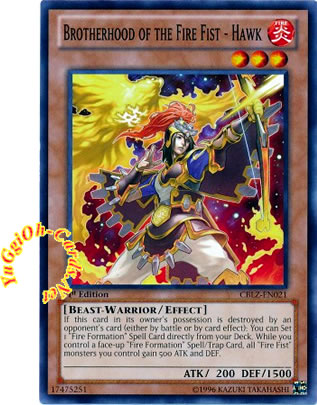 Brotherhood of the Fire Fist - Hawk
FIRE
炎
YuGgiOh-Cards.Net
1st Edition
CBLZ-EN021
[Beast-Warrior / Effect]
If this card in its owner's possession is destroyed by an
opponent's card (either by battle or by card effect): You can Set
1 "Fire Formation" Spell Card directly from your Deck. While you
control a face-up "Fire Formation" Spell/Trap Card, all "Fire Fist"
monsters you control gain 500 ATK and DEF.
ATK/ 200 DEF/1500
17475251
©1996 KAZUKI TAKAHASHI